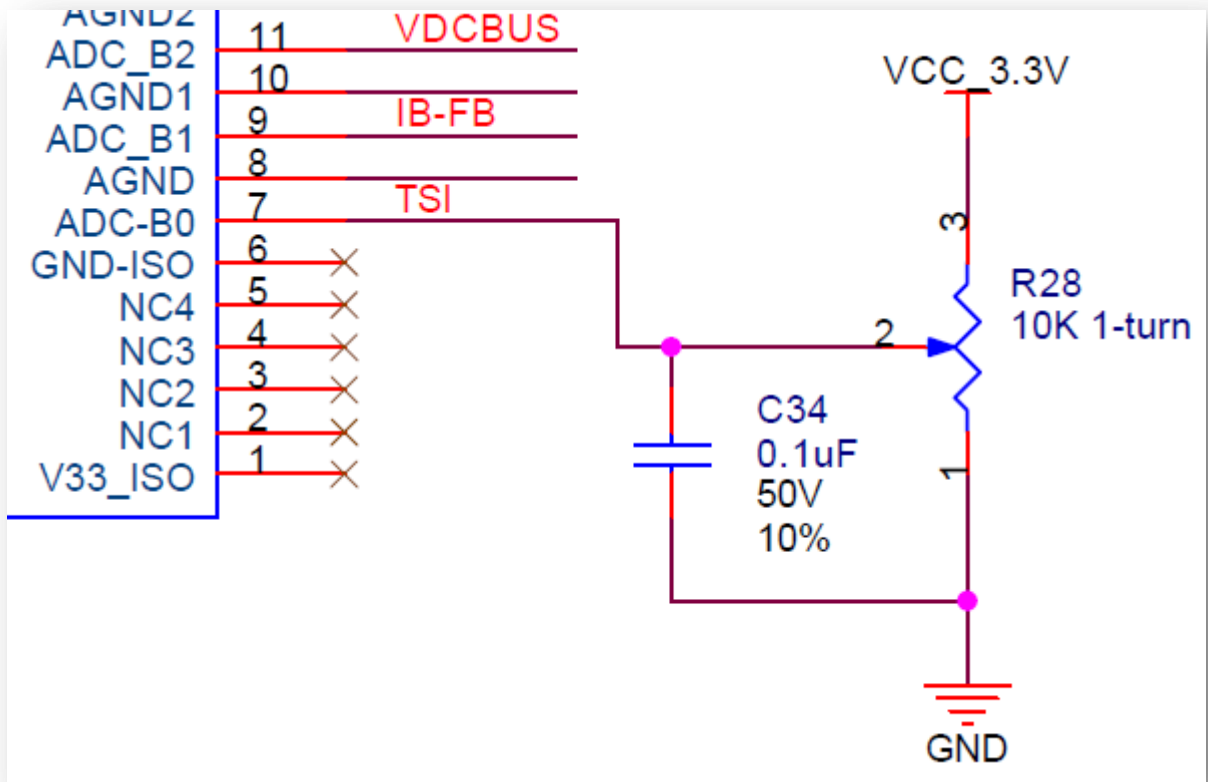 AGND2
11
VDCBUS
ADC_B2
10
AGND1
9
IB-FB
ADC_B1
8
AGND
7
TSI
ADC-B0
6
GND-ISO
5
NC4
4
NC3
3
NC2
2
NC1
1
V33_ISO
VCC_3.3V
3
R28
10K 1-turn
2
C34
0.1uF
50V
10%
1
GND